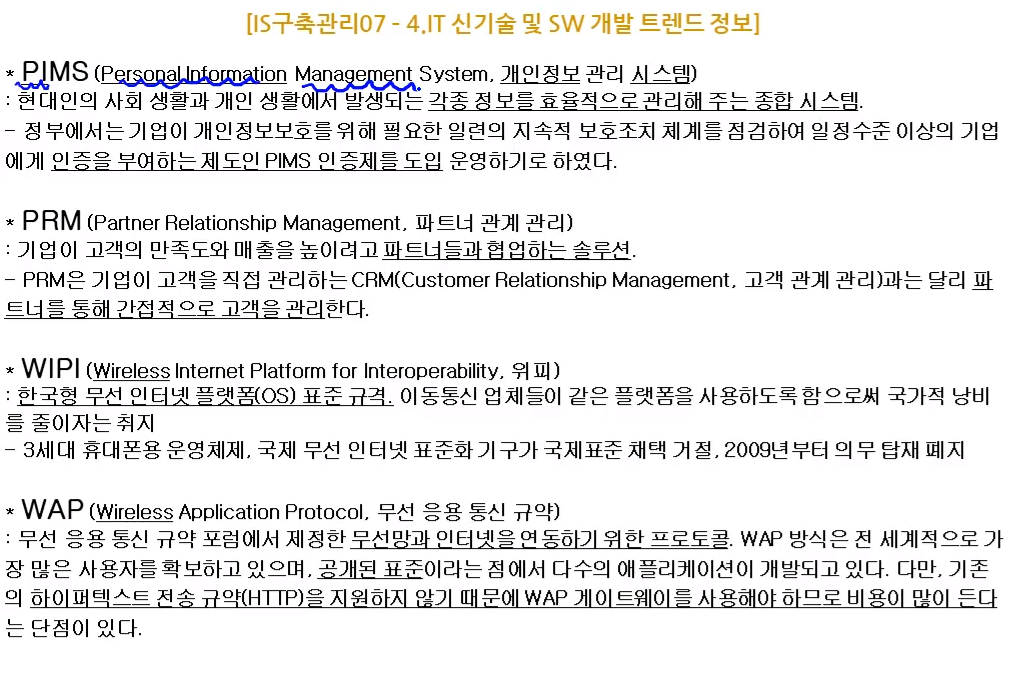 [IS구축관리07 - 4.IT 신기술 및 SW 개발 트렌드 정보]
* PIMS (Personal Information Management System, 개인정보 관리 시스템)
: 현대인의 사회 생활과 개인 생활에서 발생되는 각종 정보를 효율적으로 관리해 주는 종합 시스템.
- 정부에서는 기업이 개인정보보호를 위해 필요한 일련의 지속적 보호조치 체계를 점검하여 일정수준 이상의 기업
에게 인증을 부여하는 제도인 PIMS 인증제를 도입 운영하기로 하였다.
* PRM (Partner Relationship Management, 파트너 관계 관리)
: 기업이 고객의 만족도와 매출을 높이려고 파트너들과 협업하는 솔루션.
- PRM은 기업이 고객을 직접 관리하는 CRM(Customer Relationship Management, 고객 관계 관리)과는 달리 파
트너를 통해 간접적으로 고객을 관리한다.
* WIPI (Wireless Internet Platform for Interoperability, 위피)
: 한국형 무선 인터넷 플랫폼(OS) 표준 규격. 이동통신 업체들이 같은 플랫폼을 사용하도록 함으로써 국가적 낭비
를 줄이자는 취지
- 3세대 휴대폰용 운영체제, 국제 무선 인터넷 표준화 기구가 국제표준 채택 거절, 2009년부터 의무 탑재 폐지
* WAP (Wireless Application Protocol, 무선 응용 통신 규약)
: 무선 응용 통신 규약 포럼에서 제정한 무선망과 인터넷을 연동하기 위한 프로토콜. WAP 방식은 전 세계적으로 가
장 많은 사용자를 확보하고 있으며, 공개된 표준이라는 점에서 다수의 애플리케이션이 개발되고 있다. 다만, 기존
의 하이퍼텍스트 전송 규약(HTTP)을 지원하지 않기 때문에 WAP 게이트웨이를 사용해야 하므로 비용이 많이 든다
는 단점이 있다.